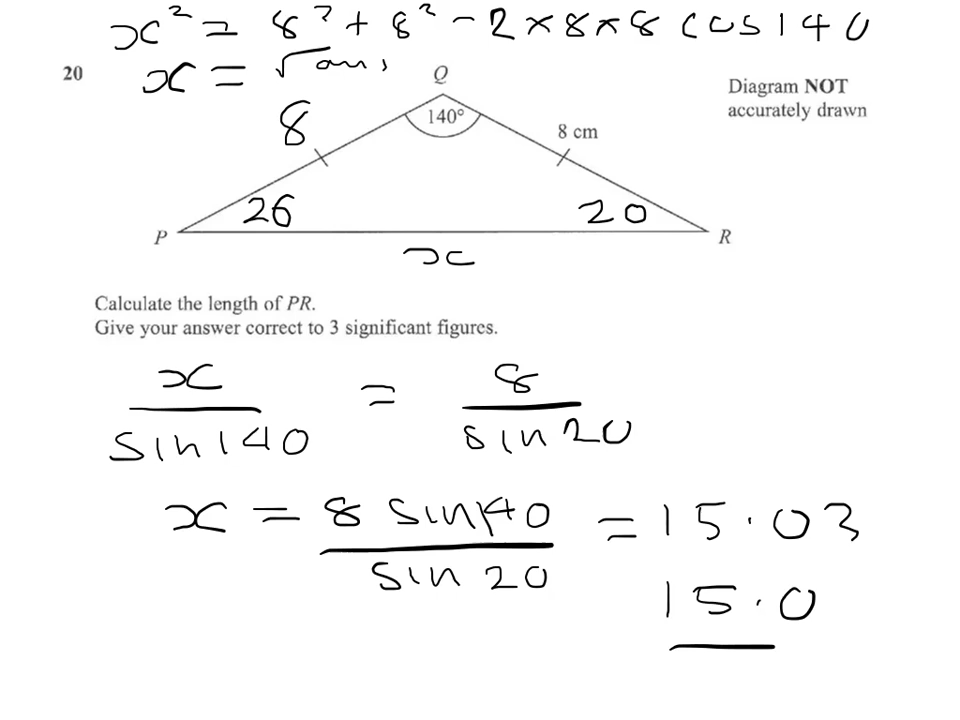 x² = 8² + 8² - 2 × 8 × 8 cos 140
20
x = √ans
Q
Diagram NOT
accurately drawn
8
140°
8 cm
26
20
P
R
x
Calculate the length of PR.
Give your answer correct to 3 significant figures.
x / sin 140 = 8 / sin 20
x = 8 sin 140 / sin 20 = 15.03
15.0